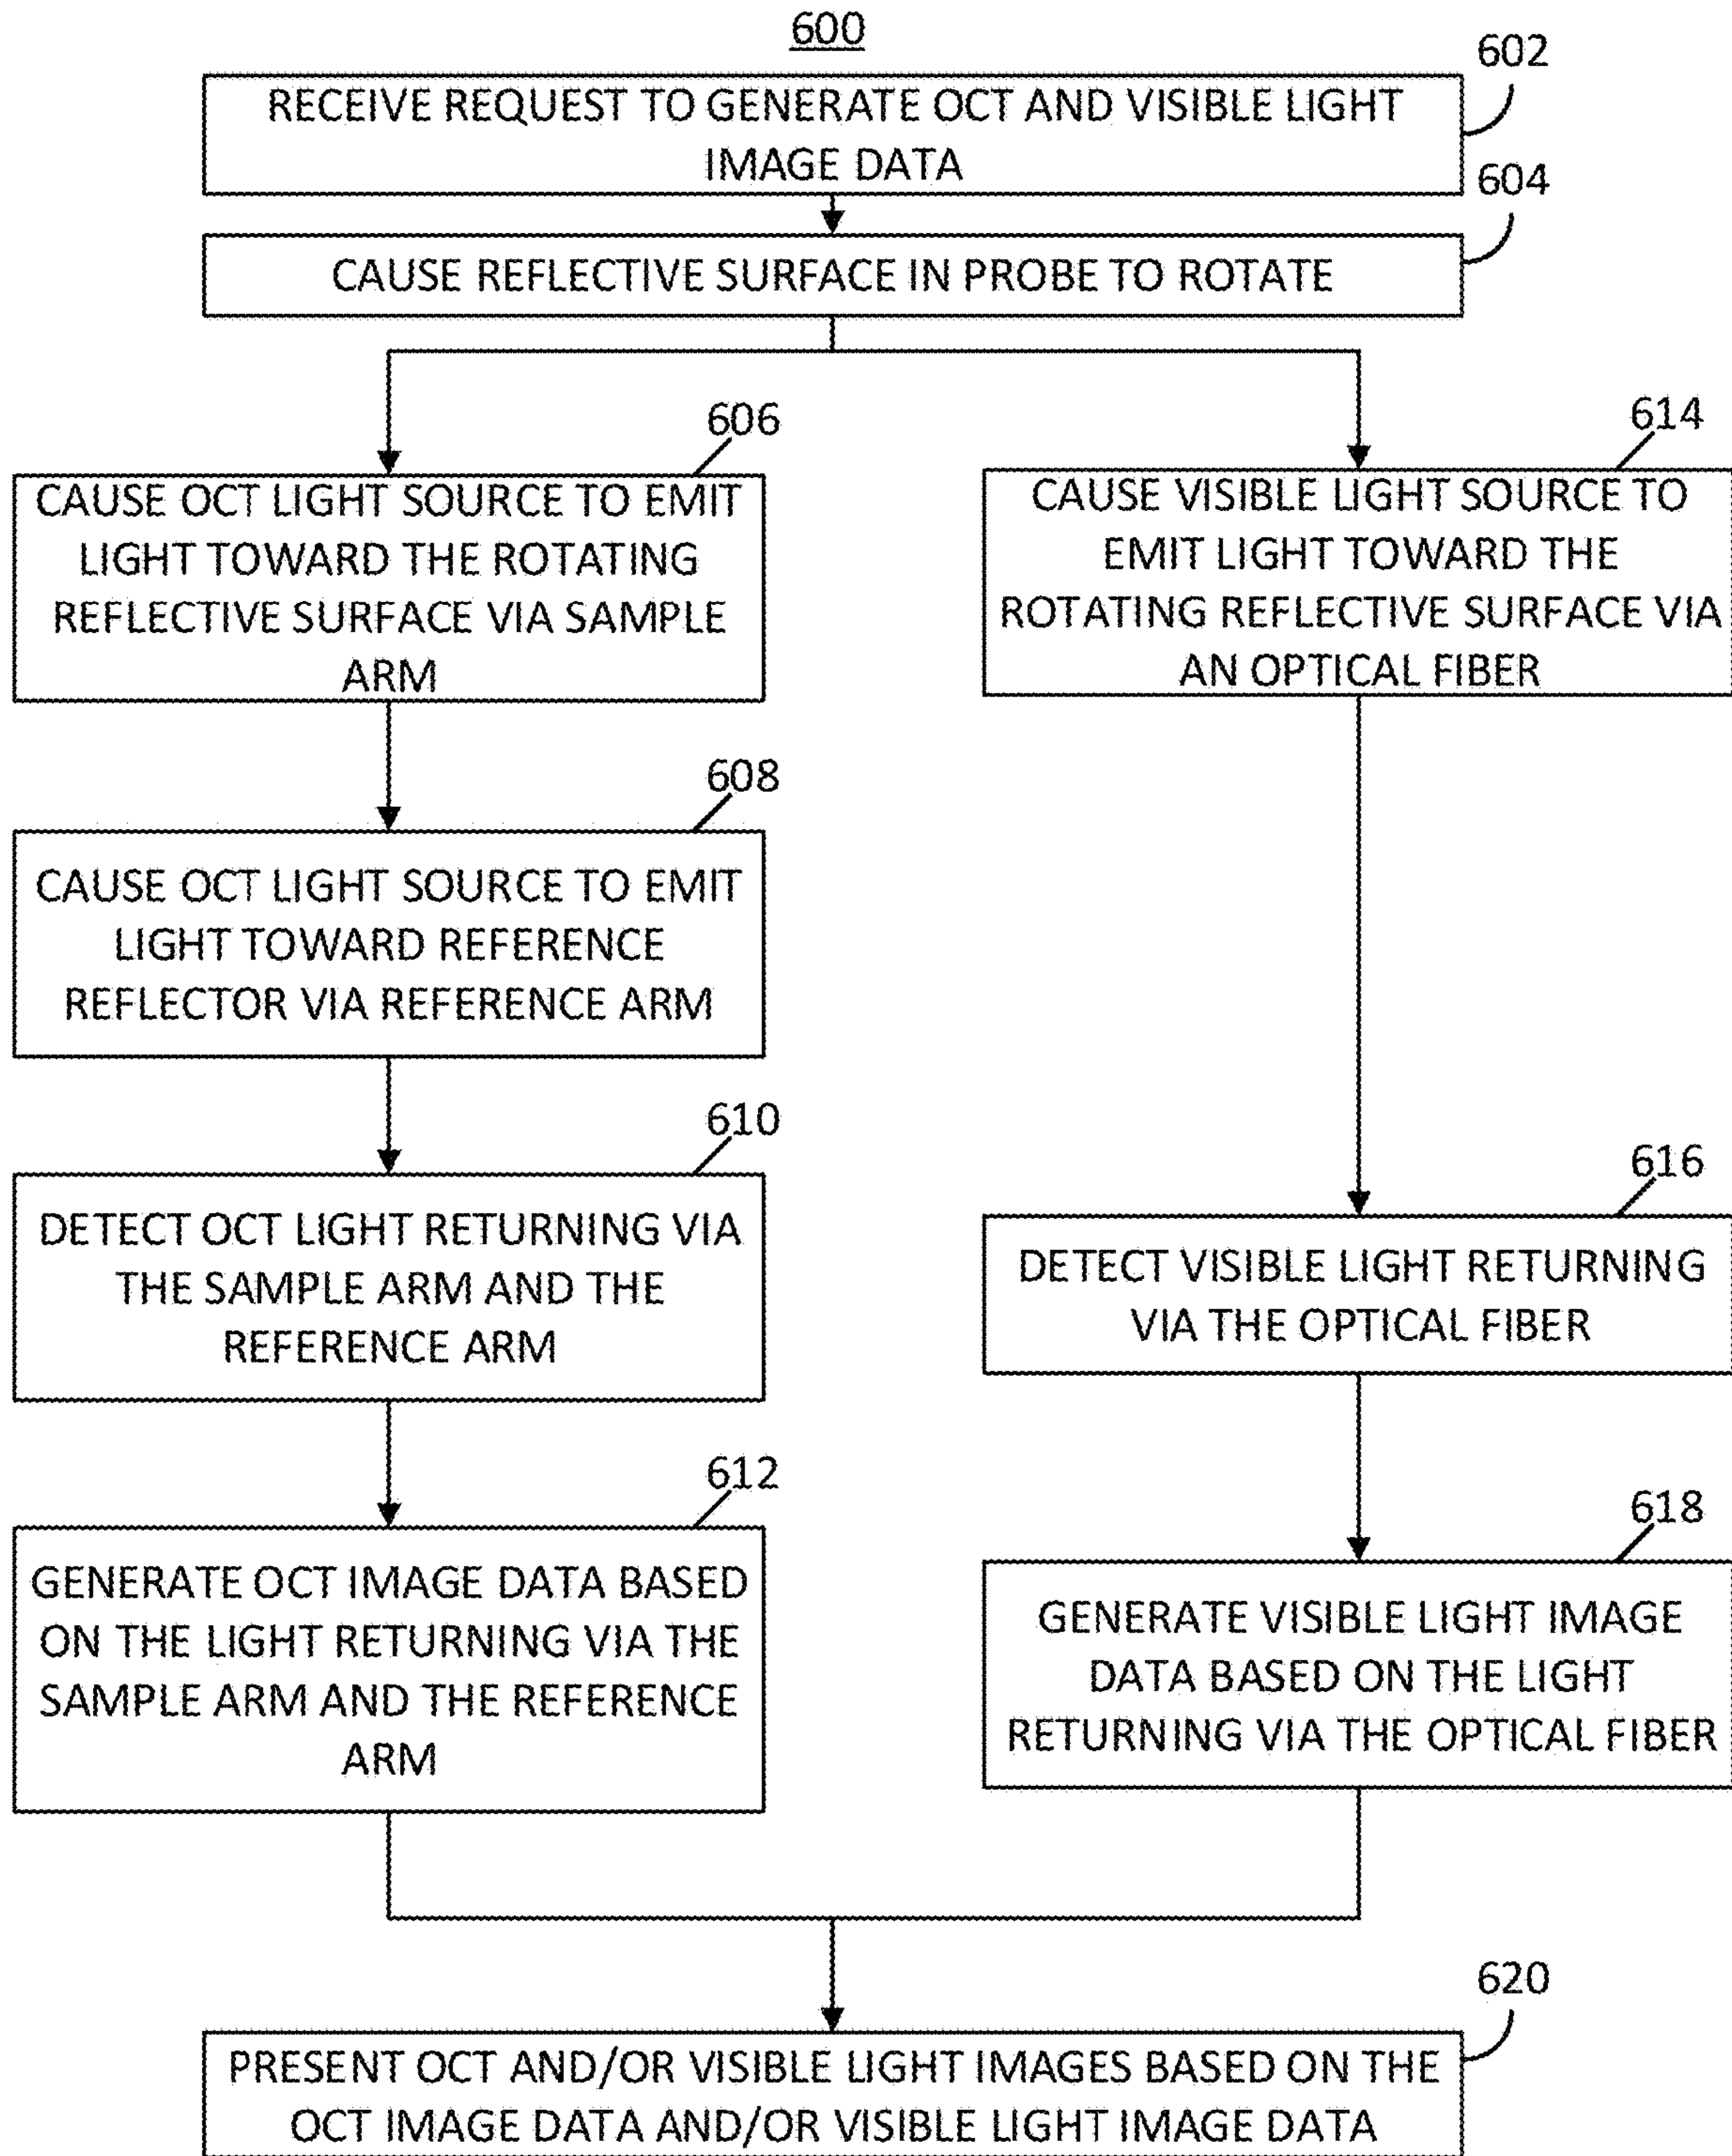 600
602
RECEIVE REQUEST TO GENERATE OCT AND VISIBLE LIGHT
IMAGE DATA
604
CAUSE REFLECTIVE SURFACE IN PROBE TO ROTATE
606
CAUSE OCT LIGHT SOURCE TO EMIT
LIGHT TOWARD THE ROTATING
REFLECTIVE SURFACE VIA SAMPLE
ARM
608
CAUSE OCT LIGHT SOURCE TO EMIT
LIGHT TOWARD REFERENCE
REFLECTOR VIA REFERENCE ARM
610
DETECT OCT LIGHT RETURNING VIA
THE SAMPLE ARM AND THE
REFERENCE ARM
612
GENERATE OCT IMAGE DATA BASED
ON THE LIGHT RETURNING VIA THE
SAMPLE ARM AND THE REFERENCE
ARM
614
CAUSE VISIBLE LIGHT SOURCE TO
EMIT LIGHT TOWARD THE
ROTATING REFLECTIVE SURFACE VIA
AN OPTICAL FIBER
616
DETECT VISIBLE LIGHT RETURNING
VIA THE OPTICAL FIBER
618
GENERATE VISIBLE LIGHT IMAGE
DATA BASED ON THE LIGHT
RETURNING VIA THE OPTICAL FIBER
620
PRESENT OCT AND/OR VISIBLE LIGHT IMAGES BASED ON THE
OCT IMAGE DATA AND/OR VISIBLE LIGHT IMAGE DATA